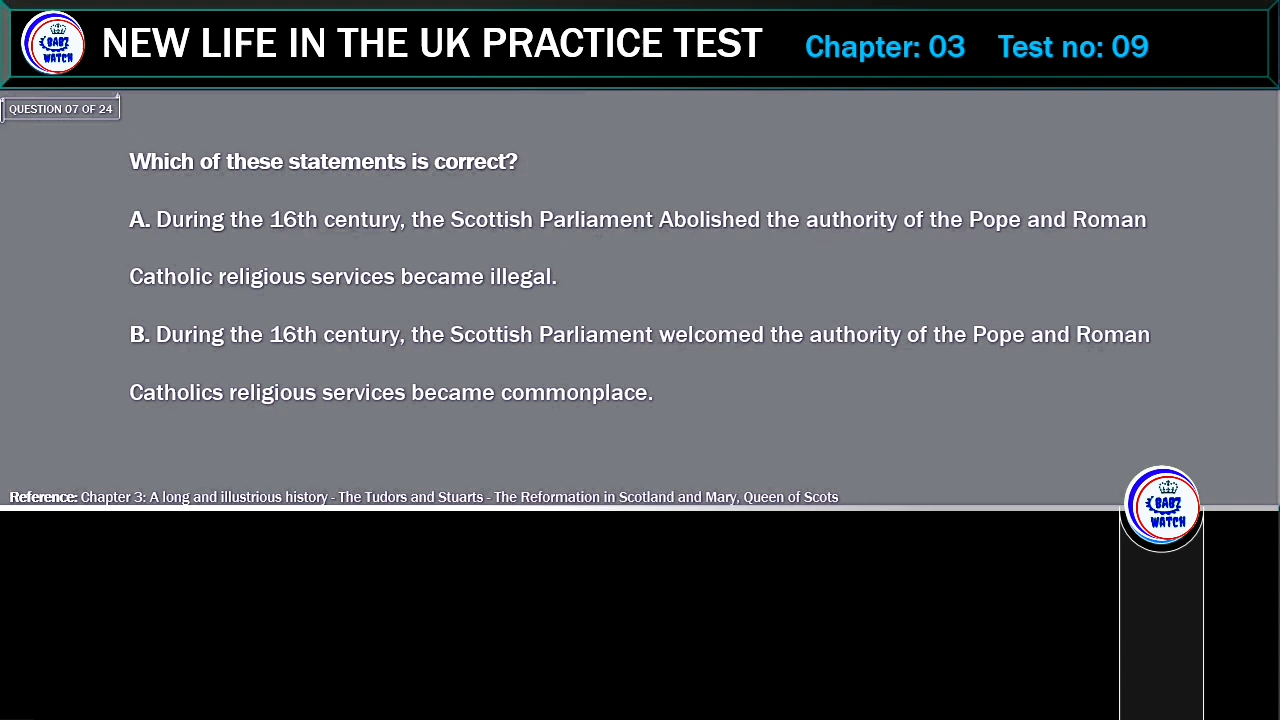 BABZ
WATCH
NEW LIFE IN THE UK PRACTICE TEST
Chapter: 03 Test no: 09
QUESTION 07 OF 24
Which of these statements is correct?
A. During the 16th century, the Scottish Parliament Abolished the authority of the Pope and Roman
Catholic religious services became illegal.
B. During the 16th century, the Scottish Parliament welcomed the authority of the Pope and Roman
Catholics religious services became commonplace.
Reference: Chapter 3: A long and illustrious history - The Tudors and Stuarts - The Reformation in Scotland and Mary, Queen of Scots
BABZ
WATCH